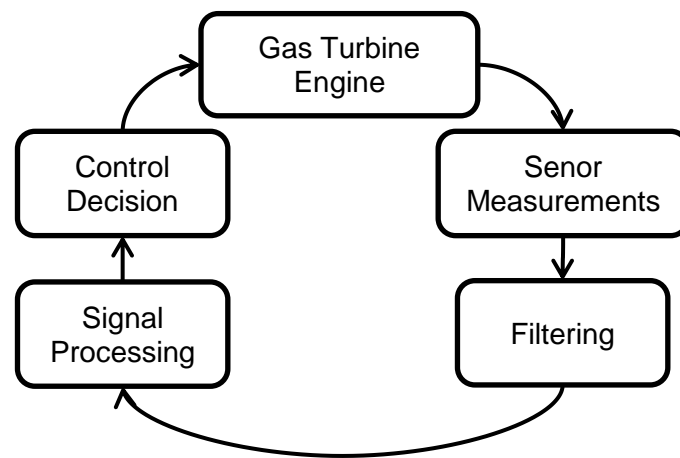 Gas Turbine
Engine
Control
Decision
Senor
Measurements
Signal
Processing
Filtering